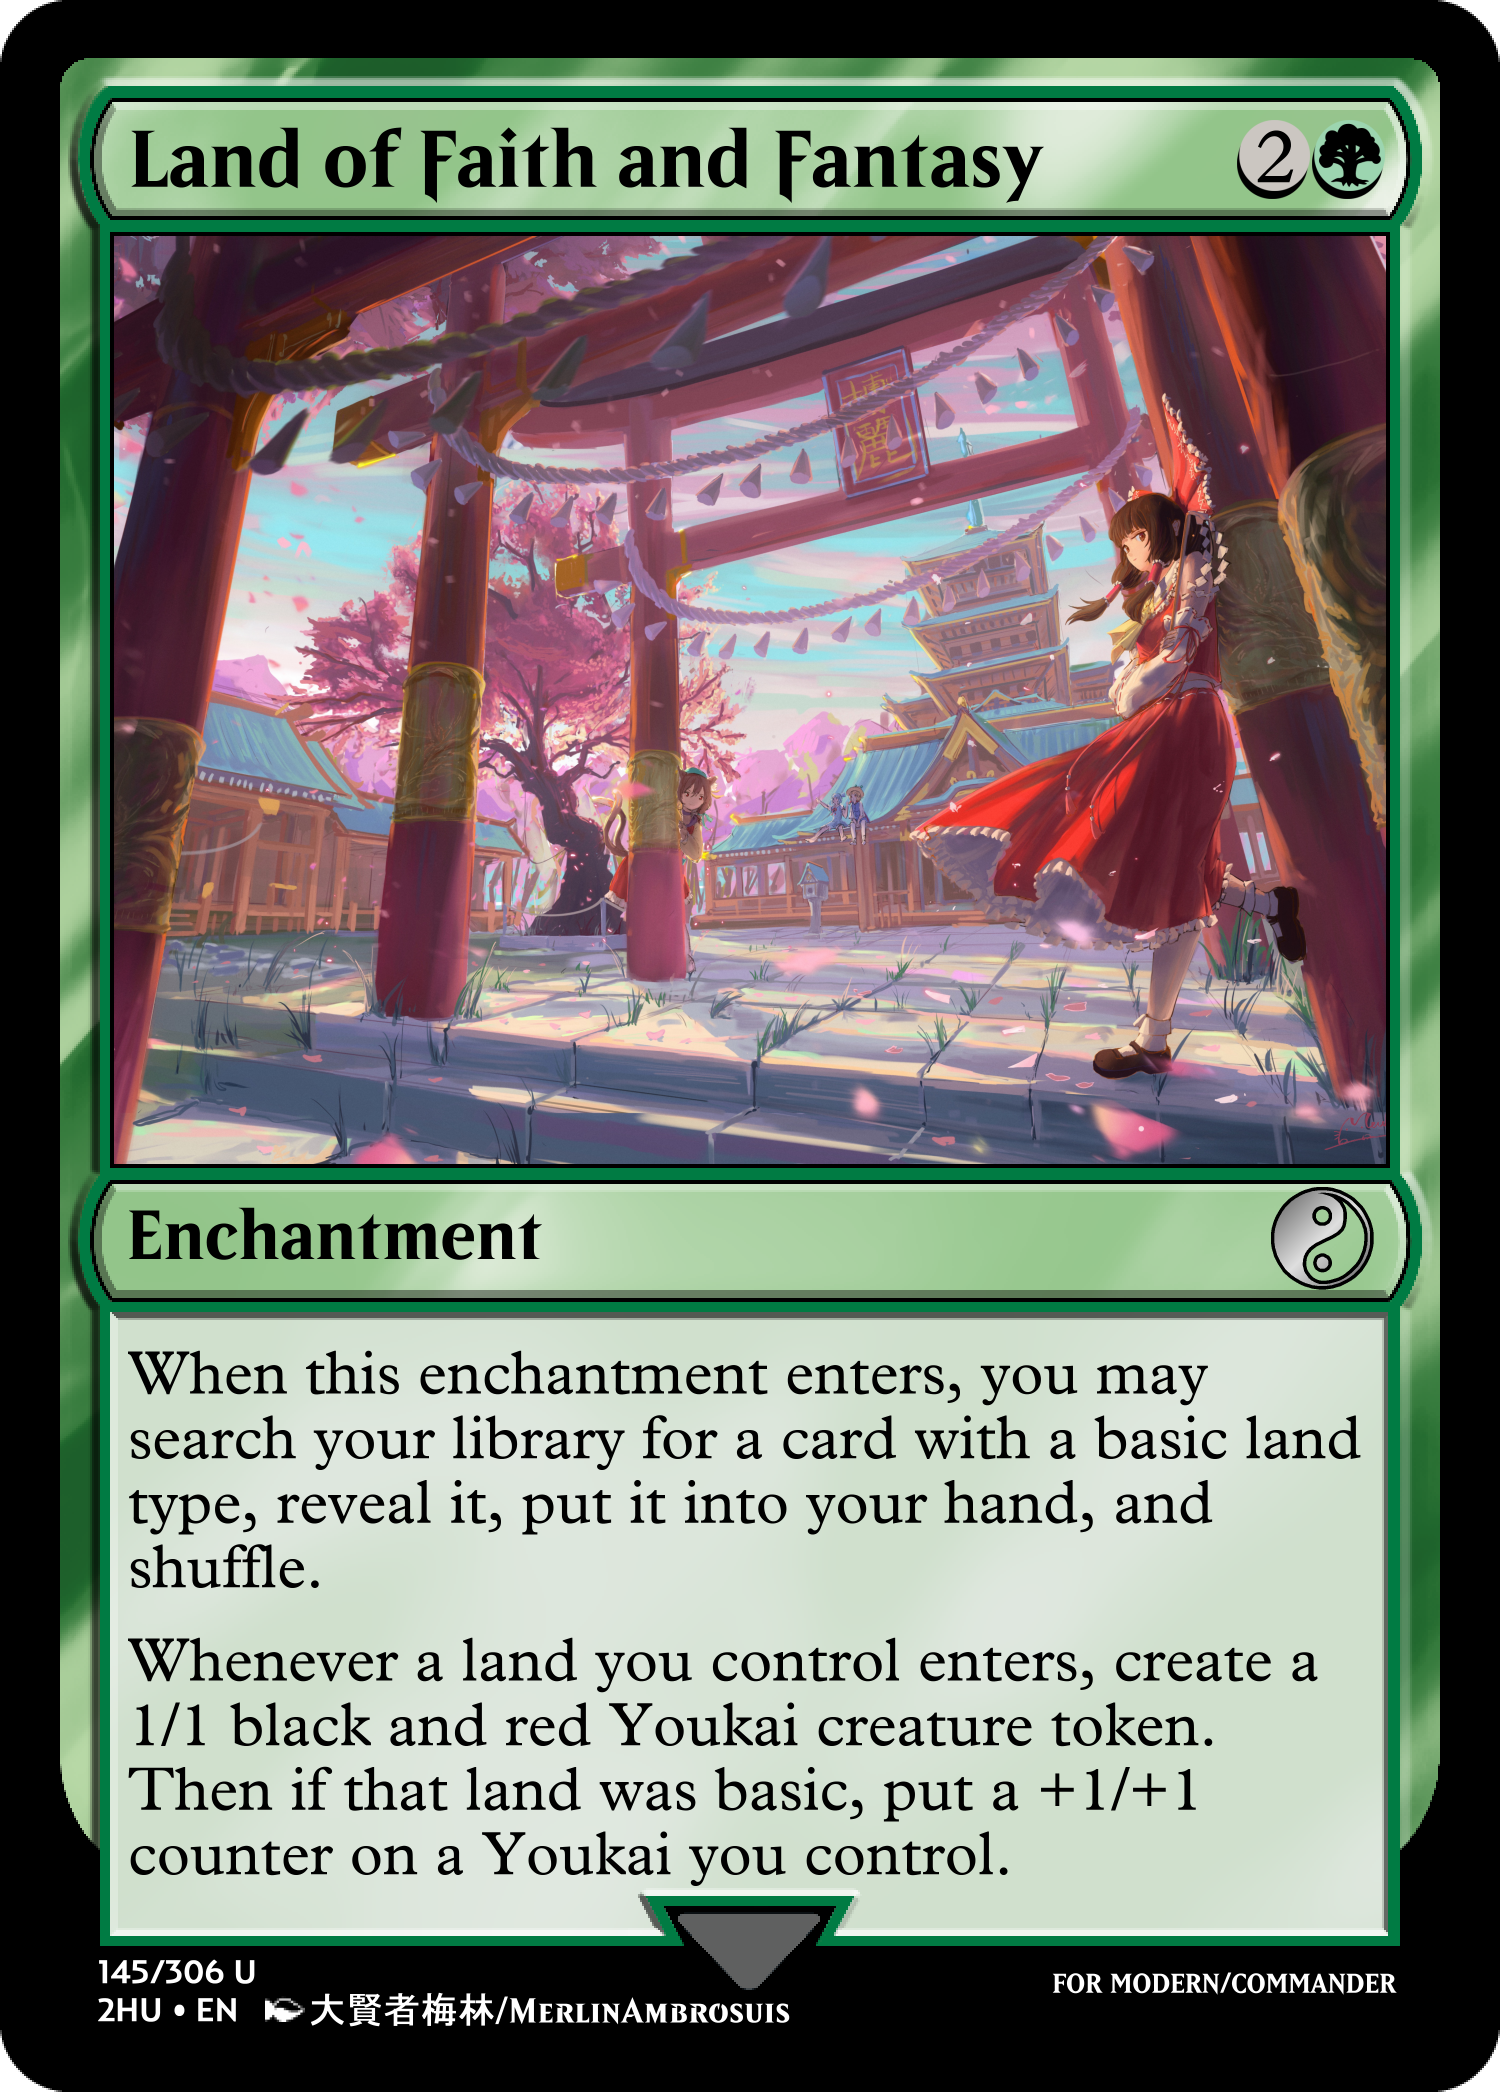 Land of Faith and Fantasy 2
博麗
Enchantment
When this enchantment enters, you may
search your library for a card with a basic land
type, reveal it, put it into your hand, and
shuffle.
Whenever a land you control enters, create a
1/1 black and red Youkai creature token.
Then if that land was basic, put a +1/+1
counter on a Youkai you control.
145/306 U
FOR MODERN/COMMANDER
2HU • EN 大賢者梅林/MerlinAmbrosuis